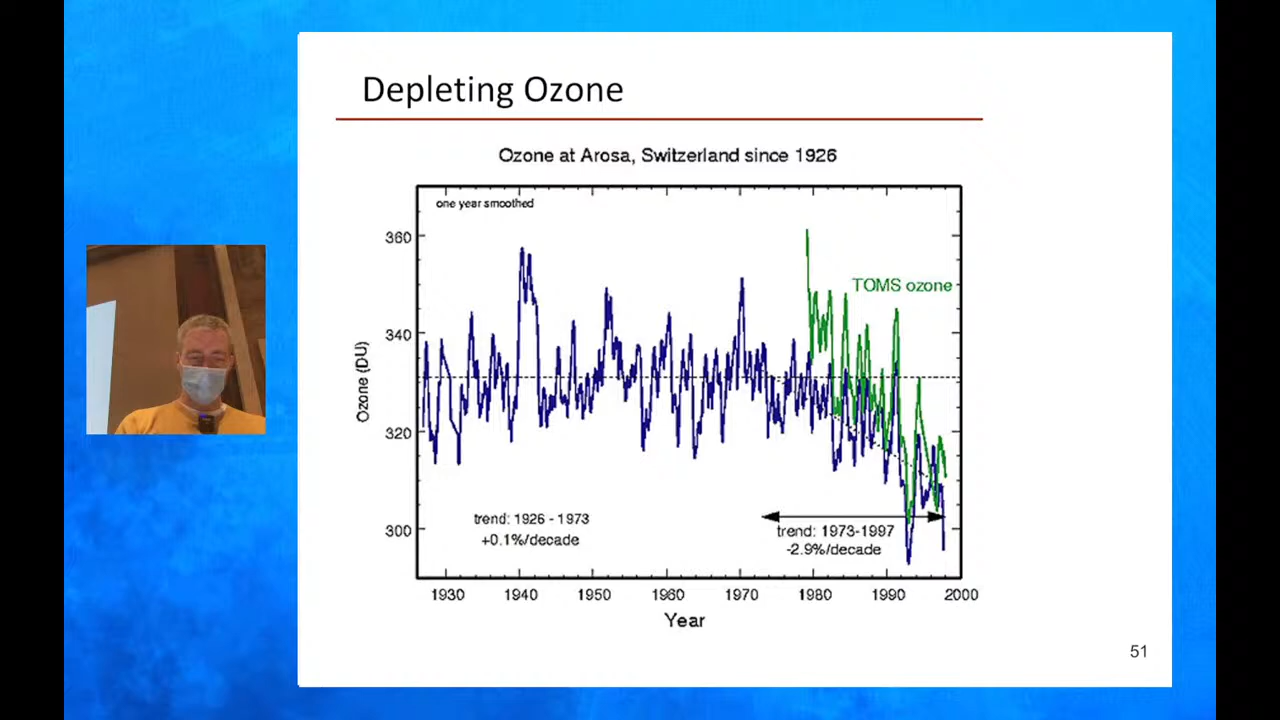 Depleting Ozone
Ozone at Arosa, Switzerland since 1926
one year smoothed
360
340
320
300
Ozone (DU)
TOMS ozone
trend: 1926 - 1973
+0.1%/decade
trend: 1973-1997
-2.9%/decade
1930 1940 1950 1960 1970 1980 1990 2000
Year
51